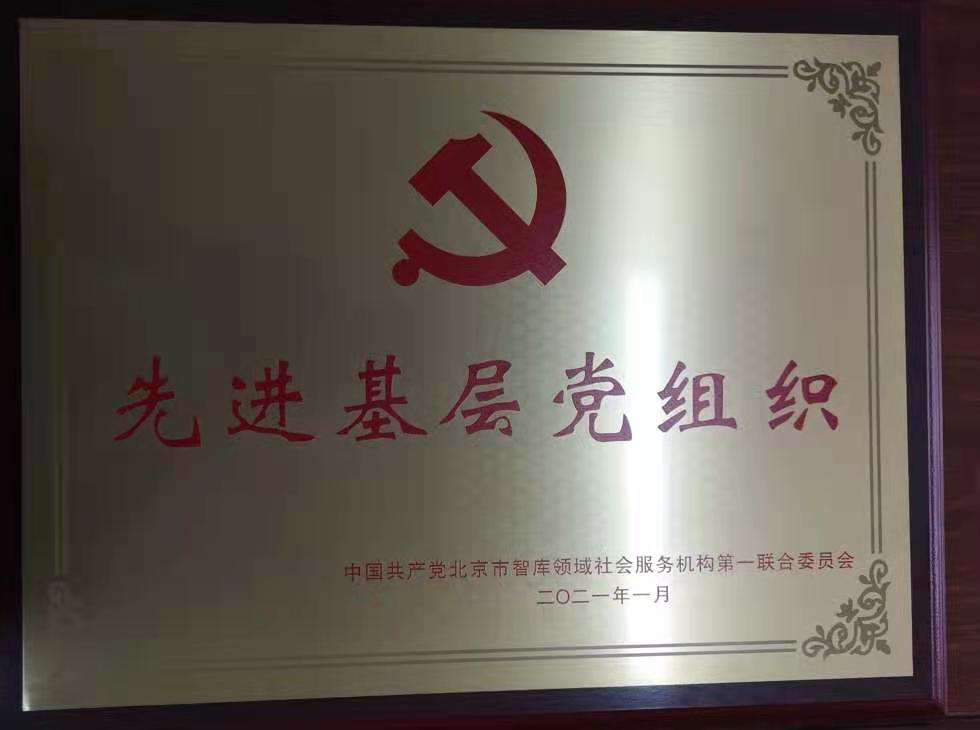 先进基层党组织
中国共产党北京市智库领域社会服务机构第一联合委员会
二〇二一年一月